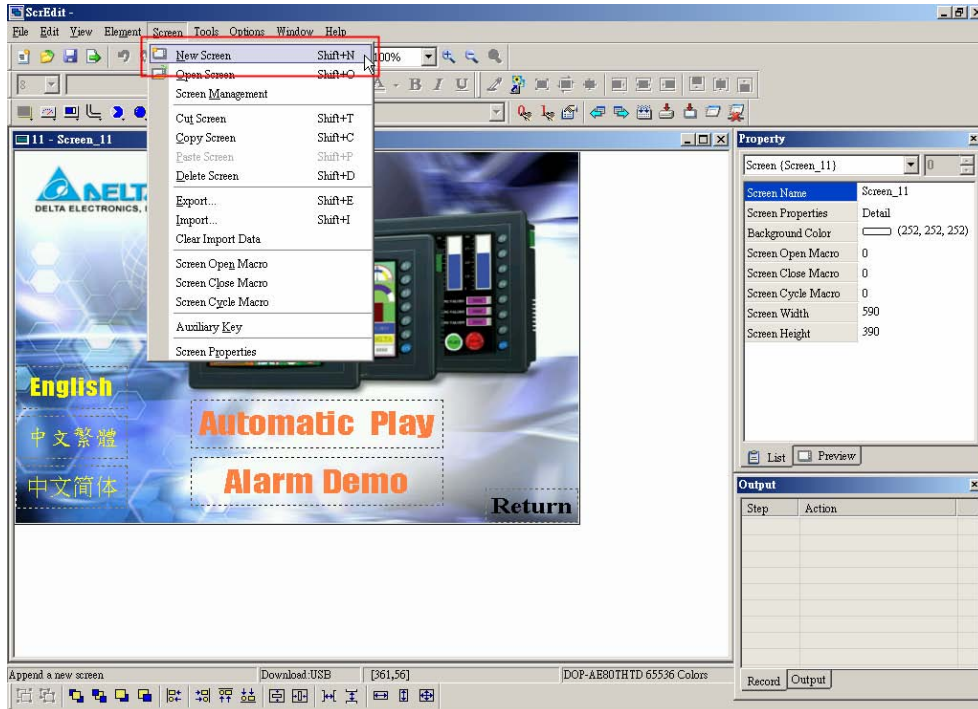 ScrEdit -
File Edit View Element Screen Tools Options Window Help
New Screen Shift+N
Open Screen Shift+O
Screen Management
Cut Screen Shift+T
Copy Screen Shift+C
Paste Screen Shift+P
Delete Screen Shift+D
Export... Shift+E
Import... Shift+I
Clear Import Data
Screen Open Macro
Screen Close Macro
Screen Cycle Macro
Auxiliary Key
Screen Properties
100%
8
A - B I U
11 - Screen_11
DELTA ELECTRONICS,
English
中文繁體
中文简体
Automatic Play
Alarm Demo
Return
Property
Screen {Screen_11} 0
Screen Name Screen_11
Screen Properties Detail
Background Color (252, 252, 252)
Screen Open Macro 0
Screen Close Macro 0
Screen Cycle Macro 0
Screen Width 590
Screen Height 390
List Preview
Output
Step Action
Record Output
Append a new screen Download:USB [361,56] DOP-AE80THTD 65536 Colors